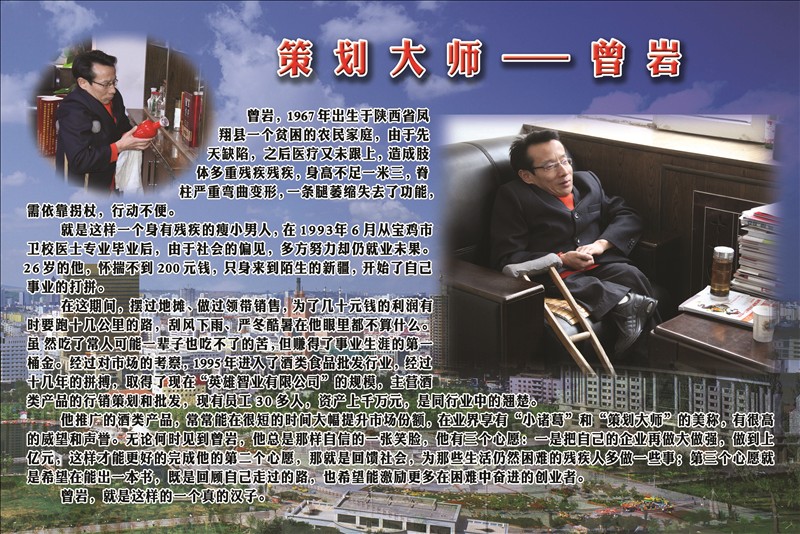 策划大师——曾岩
曾岩，1967年出生于陕西省凤
翔县一个贫困的农民家庭，由于先
天缺陷，之后医疗又未跟上，造成肢
体多重残疾残疾，身高不足一米三，脊
柱严重弯曲变形，一条腿萎缩失去了功能，
需依靠拐杖，行动不便。
就是这样一个身有残疾的瘦小男人，在1993年6月从宝鸡市
卫校医士专业毕业后，由于社会的偏见，多方努力却仍就业未果。
26岁的他，怀揣不到200元钱，只身来到陌生的新疆，开始了自己
事业的打拼。
在这期间，摆过地摊、做过领带销售，为了几十元钱的利润有
时要跑十几公里的路，刮风下雨、严冬酷暑在他眼里都不算什么。
虽然吃了常人可能一辈子也吃不了的苦，但赚得了事业生涯的第一
桶金。经过对市场的考察，1995年进入了酒类食品批发行业，经过
十几年的拼搏，取得了现在“英雄智业有限公司”的规模，主营酒
类产品的行销策划和批发，现有员工30多人，资产上千万元，是同行业中的翘楚。
他推广的酒类产品，常常能在很短的时间大幅提升市场份额，在业界享有“小诸葛”和“策划大师”的美称，有很高
的威望和声誉。无论何时见到曾岩，他总是那样自信的一张笑脸，他有三个心愿：一是把自己的企业再做大做强，做到上
亿元，这样才能更好的完成他的第二个心愿，那就是回馈社会，为那些生活仍然困难的残疾人多做一些事；第三个心愿就
是希望在能出一本书，既是回顾自己走过的路，也希望能激励更多在困难中奋进的创业者。
曾岩，就是这样的一个真的汉子。